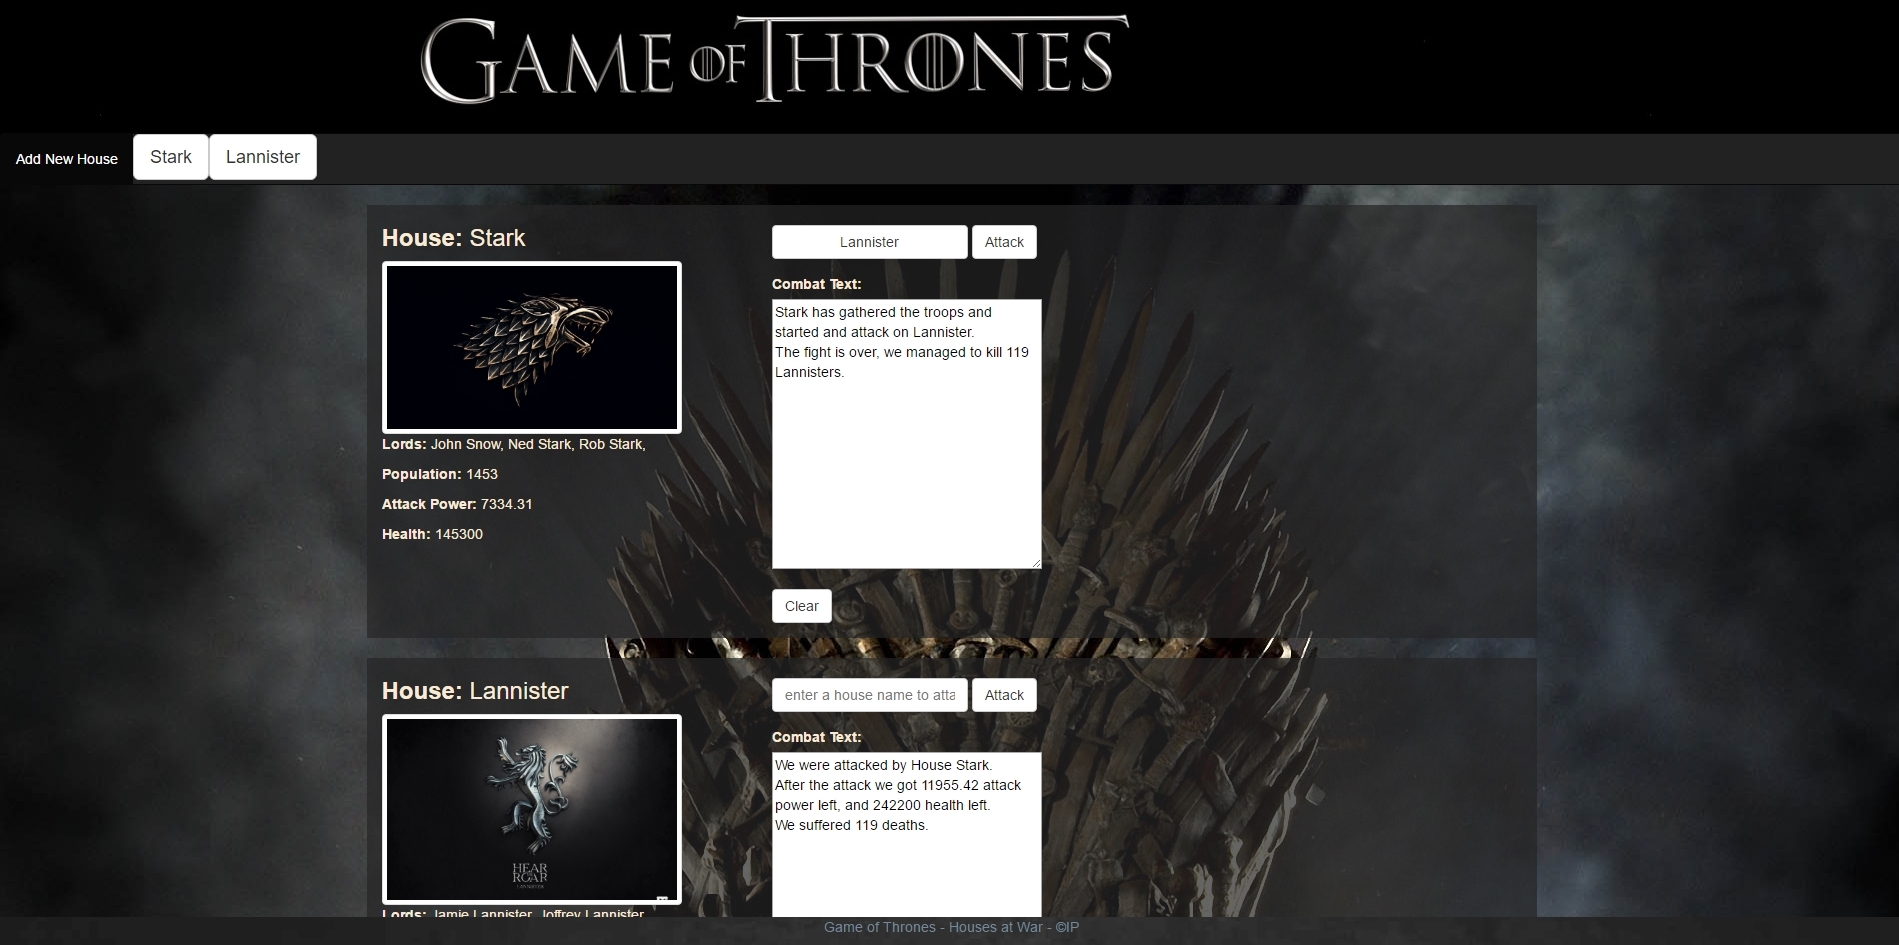 GAME OF THRONES
Add New House
Stark
Lannister
House: Stark
Lords: John Snow, Ned Stark, Rob Stark,
Population: 1453
Attack Power: 7334.31
Health: 145300
Lannister
Attack
Combat Text:
Stark has gathered the troops and
started and attack on Lannister.
The fight is over, we managed to kill 119
Lannisters.
Clear
House: Lannister
HEAR
ROAR
LANNISTER
Lords: Jamie Lannister, Joffrey Lannister
enter a house name to atta
Attack
Combat Text:
We were attacked by House Stark.
After the attack we got 11955.42 attack
power left, and 242200 health left.
We suffered 119 deaths.
Game of Thrones - Houses at War - ©IP